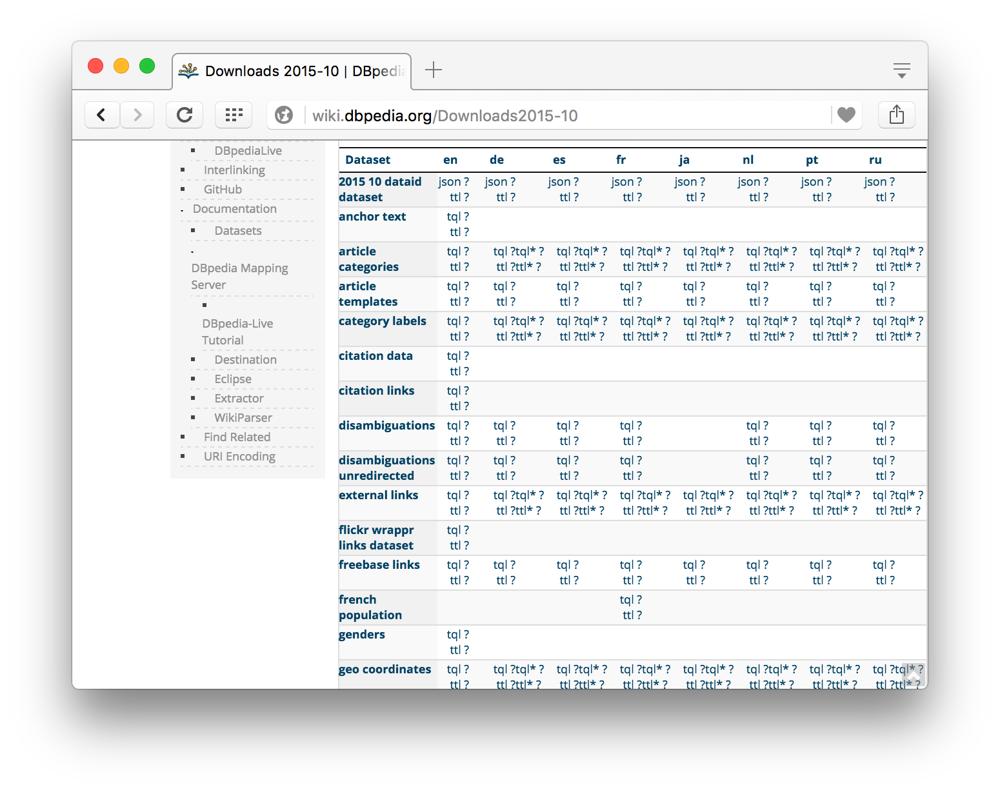 Downloads 2015-10 | DBpedia
wiki.dbpedia.org/Downloads2015-10
DBpediaLive
Interlinking
GitHub
Documentation
Datasets
DBpedia Mapping
Server
DBpedia-Live
Tutorial
Destination
Eclipse
Extractor
WikiParser
Find Related
URI Encoding
Dataset en de es fr ja nl pt ru
2015 10 dataid json ? json ? json ? json ? json ? json ? json ? json ?
dataset ttl ? ttl ? ttl ? ttl ? ttl ? ttl ? ttl ? ttl ?
anchor text tql ?
ttl ?
article tql ? tql ?tql* ? tql ?tql* ? tql ?tql* ? tql ?tql* ? tql ?tql* ? tql ?tql* ? tql ?tql* ?
categories ttl ? ttl ?ttl* ? ttl ?ttl* ? ttl ?ttl* ? ttl ?ttl* ? ttl ?ttl* ? ttl ?ttl* ? ttl ?ttl* ?
article tql ? tql ? tql ? tql ? tql ? tql ? tql ? tql ?
templates ttl ? ttl ? ttl ? ttl ? ttl ? ttl ? ttl ? ttl ?
category labels tql ? tql ?tql* ? tql ?tql* ? tql ?tql* ? tql ?tql* ? tql ?tql* ? tql ?tql* ? tql ?tql* ?
ttl ? ttl ?ttl* ? ttl ?ttl* ? ttl ?ttl* ? ttl ?ttl* ? ttl ?ttl* ? ttl ?ttl* ? ttl ?ttl* ?
citation data tql ?
ttl ?
citation links tql ?
ttl ?
disambiguations tql ? tql ? tql ? tql ? tql ? tql ? tql ?
ttl ? ttl ? ttl ? ttl ? ttl ? ttl ? ttl ?
disambiguations tql ? tql ? tql ? tql ? tql ? tql ? tql ?
unredirected ttl ? ttl ? ttl ? ttl ? ttl ? ttl ? ttl ?
external links tql ? tql ?tql* ? tql ?tql* ? tql ?tql* ? tql ?tql* ? tql ?tql* ? tql ?tql* ? tql ?tql* ?
ttl ? ttl ?ttl* ? ttl ?ttl* ? ttl ?ttl* ? ttl ?ttl* ? ttl ?ttl* ? ttl ?ttl* ? ttl ?ttl* ?
flickr wrappr tql ?
links dataset ttl ?
freebase links tql ? tql ? tql ? tql ? tql ? tql ? tql ? tql ?
ttl ? ttl ? ttl ? ttl ? ttl ? ttl ? ttl ? ttl ?
french tql ?
population ttl ?
genders tql ?
ttl ?
geo coordinates tql ? tql ?tql* ? tql ?tql* ? tql ?tql* ? tql ?tql* ? tql ?tql* ? tql ?tql* ? tql ?tql* ?
ttl ? ttl ?ttl* ? ttl ?ttl* ? ttl ?ttl* ? ttl ?ttl* ? ttl ?ttl* ? ttl ?ttl* ? ttl ?ttl* ?